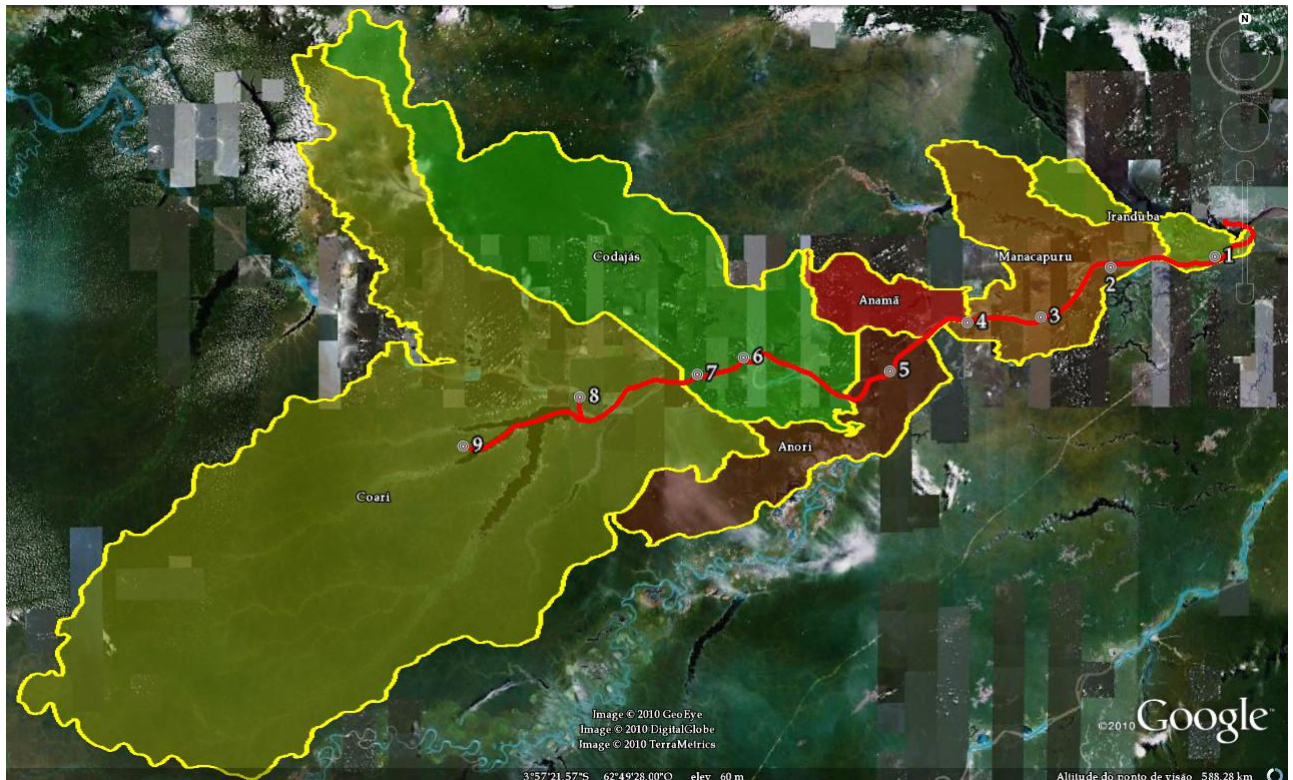 N
Codajás
Iranduba
Manacapuru
1
2
Anamã
3
4
6
5
7
8
9
Anori
Coari
Image © 2010 GeoEye
Image © 2010 DigitalGlobe
Image © 2010 TerraMetrics
©2010 Google™
3°57'21.57"S 62°49'28.00"O elev 60 m
Altitude do ponto de visão 588.28 km